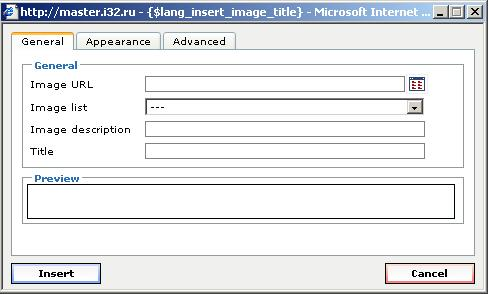 http://master.i32.ru - {$lang_insert_image_title} - Microsoft Internet ...
General Appearance Advanced
General
Image URL
Image list ---
Image description
Title
Preview
Insert Cancel